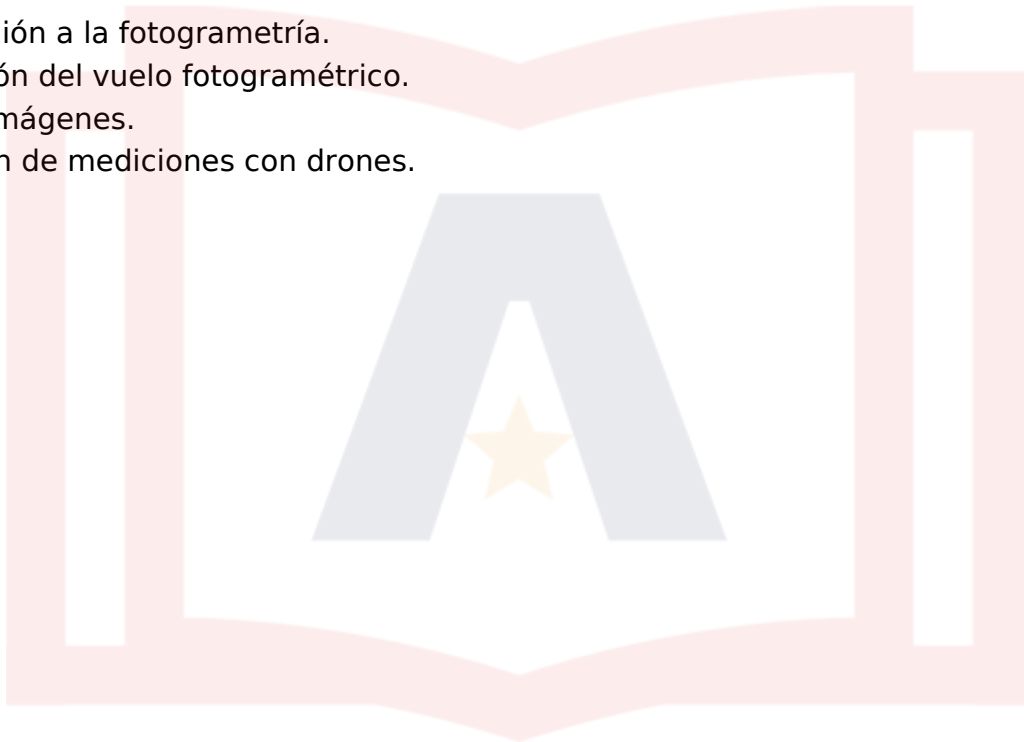 ión a la fotogrametría.
ón del vuelo fotogramétrico.
mágenes.
n de mediciones con drones.